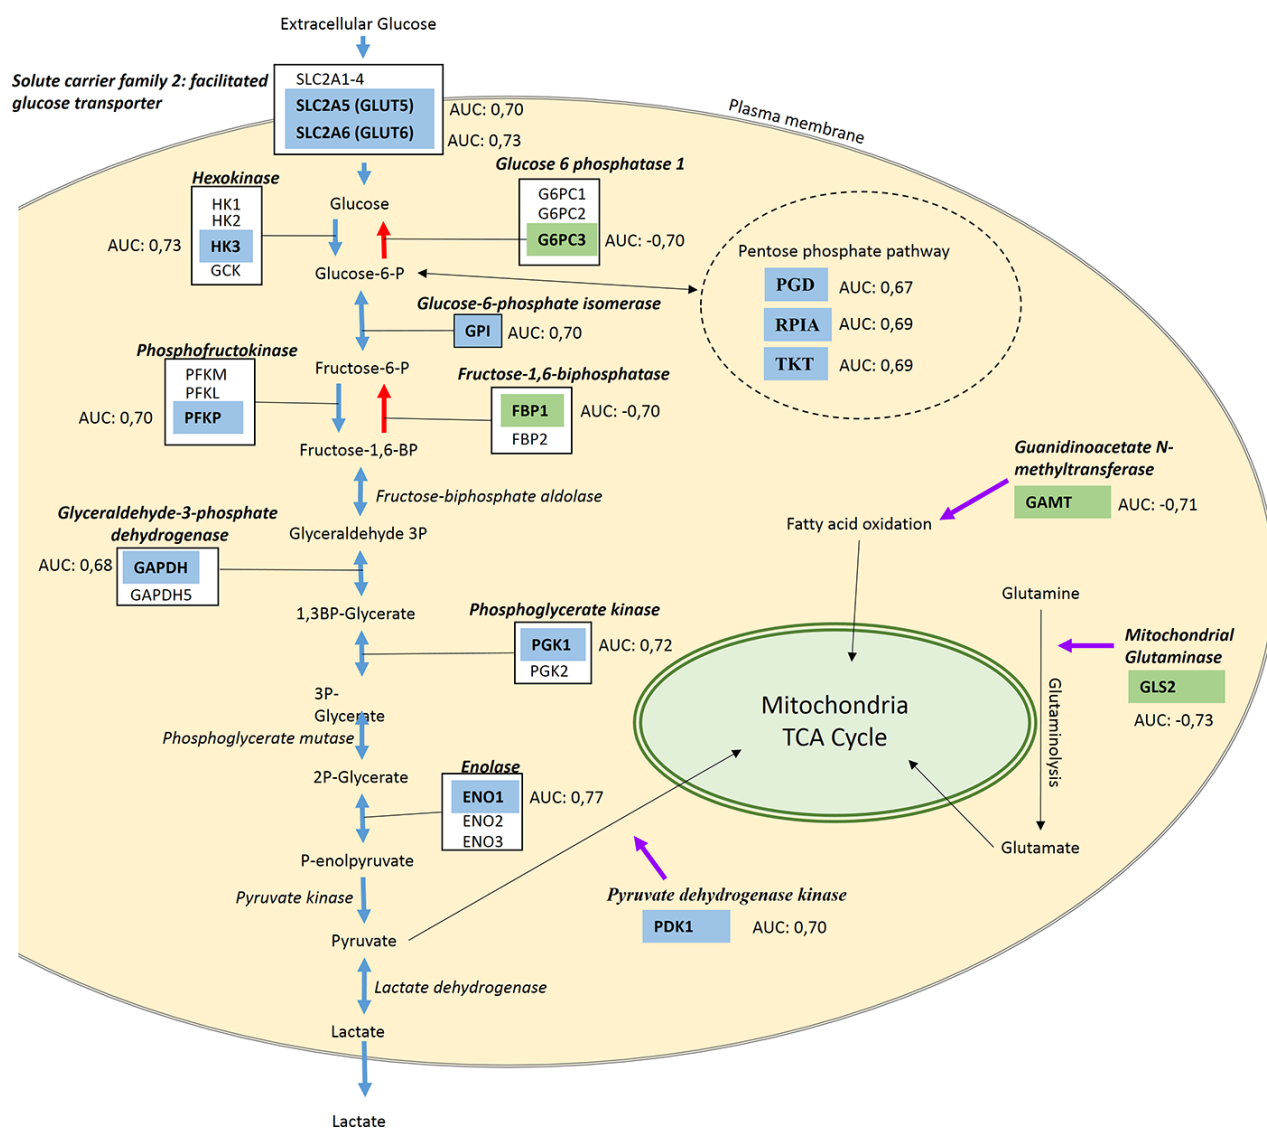 Extracellular Glucose
Solute carrier family 2: facilitated
glucose transporter
SLC2A1-4
SLC2A5 (GLUT5)
SLC2A6 (GLUT6)
AUC: 0,70
AUC: 0,73
Plasma membrane
Hexokinase
HK1
HK2
HK3
GCK
AUC: 0,73
Glucose
Glucose 6 phosphatase 1
G6PC1
G6PC2
G6PC3
AUC: -0,70
Glucose-6-P
Pentose phosphate pathway
PGD
AUC: 0,67
RPIA
AUC: 0,69
TKT
AUC: 0,69
Glucose-6-phosphate isomerase
GPI
AUC: 0,70
Phosphofructokinase
PFKM
PFKL
PFKP
AUC: 0,70
Fructose-6-P
Fructose-1,6-biphosphatase
FBP1
FBP2
AUC: -0,70
Fructose-1,6-BP
Fructose-biphosphate aldolase
Guanidinoacetate N-
methyltransferase
GAMT
AUC: -0,71
Fatty acid oxidation
Glyceraldehyde-3-phosphate
dehydrogenase
GAPDH
GAPDH5
AUC: 0,68
Glyceraldehyde 3P
1,3BP-Glycerate
Phosphoglycerate kinase
PGK1
PGK2
AUC: 0,72
Glutamine
Mitochondrial
Glutaminase
GLS2
AUC: -0,73
Glutaminolysis
Glutamate
Mitochondria
TCA Cycle
3P-
Glycerate
Phosphoglycerate mutase
2P-Glycerate
Enolase
ENO1
ENO2
ENO3
AUC: 0,77
P-enolpyruvate
Pyruvate kinase
Pyruvate dehydrogenase kinase
PDK1
AUC: 0,70
Pyruvate
Lactate dehydrogenase
Lactate
Lactate